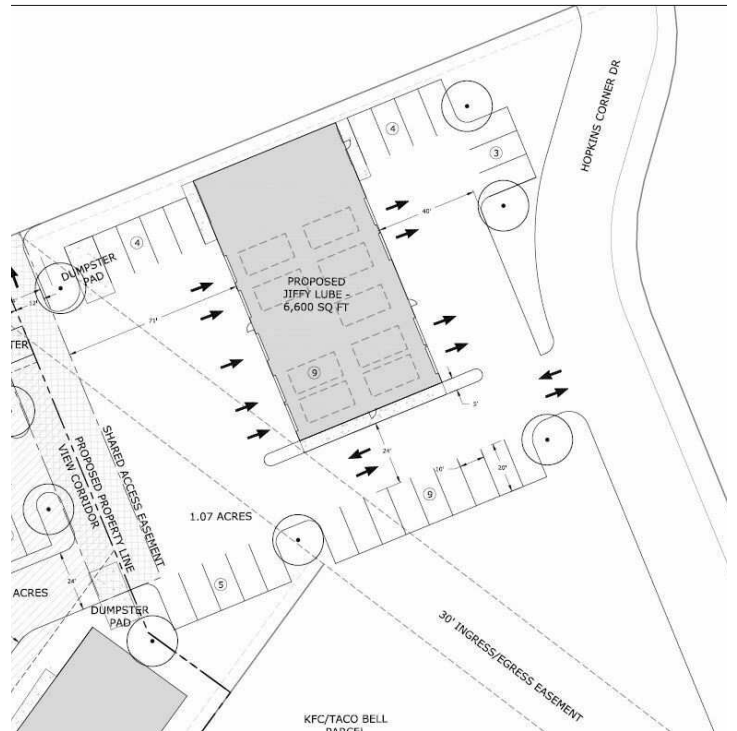 HOPKINS CORNER DR
4
3
40'
4
DUMPSTER
PAD
12'
71'
PROPOSED
JIFFY LUBE -
6,600 SQ FT
9
5'
24'
10'
20'
9
SHARED ACCESS EASEMENT
PROPOSED PROPERTY LINE
VIEW CORRIDOR
1.07 ACRES
5
24'
ACRES
DUMPSTER
PAD
30' INGRESS/EGRESS EASEMENT
KFC/TACO BELL
PARCEL